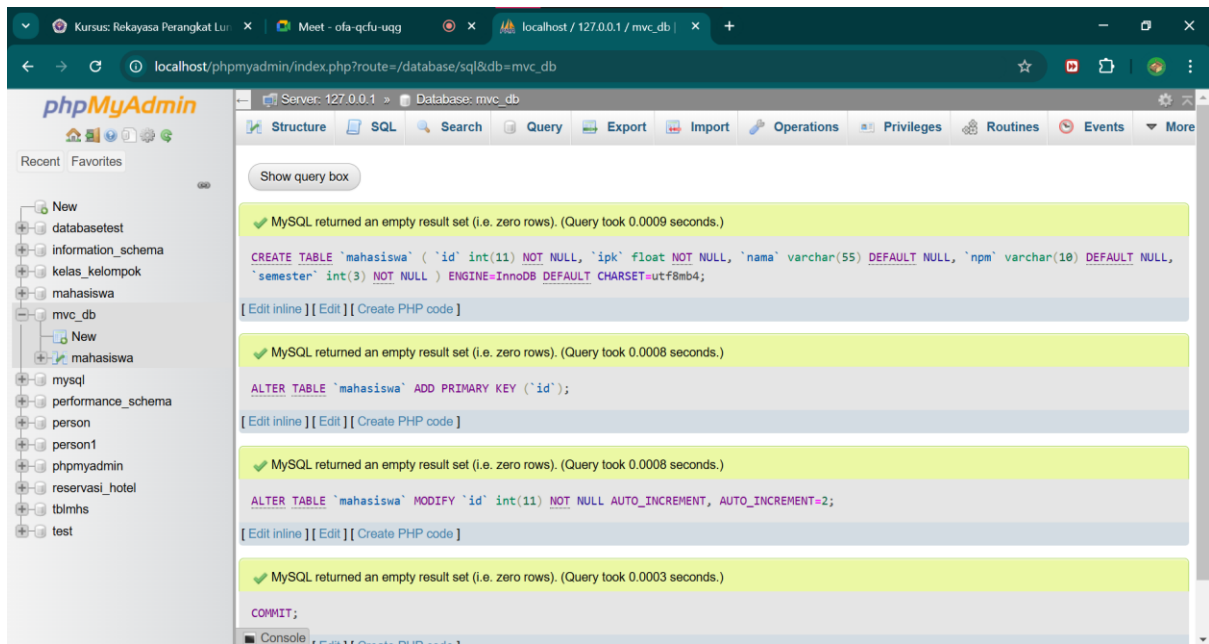 Kursus: Rekayasa Perangkat Lun
Meet - ofa-qcfu-uqg
localhost / 127.0.0.1 / mvc_db |
localhost/phpmyadmin/index.php?route=/database/sql&db=mvc_db
phpMyAdmin
Recent Favorites
New
databasetest
information_schema
kelas_kelompok
mahasiswa
mvc_db
New
mahasiswa
mysql
performance_schema
person
person1
phpmyadmin
reservasi_hotel
tblmhs
test
Server: 127.0.0.1 » Database: mvc_db
Structure SQL Search Query Export Import Operations Privileges Routines Events More
Show query box
MySQL returned an empty result set (i.e. zero rows). (Query took 0.0009 seconds.)
CREATE TABLE `mahasiswa` ( `id` int(11) NOT NULL, `ipk` float NOT NULL, `nama` varchar(55) DEFAULT NULL, `npm` varchar(10) DEFAULT NULL,
`semester` int(3) NOT NULL ) ENGINE=InnoDB DEFAULT CHARSET=utf8mb4;
[ Edit inline ] [ Edit ] [ Create PHP code ]
MySQL returned an empty result set (i.e. zero rows). (Query took 0.0008 seconds.)
ALTER TABLE `mahasiswa` ADD PRIMARY KEY (`id`);
[ Edit inline ] [ Edit ] [ Create PHP code ]
MySQL returned an empty result set (i.e. zero rows). (Query took 0.0008 seconds.)
ALTER TABLE `mahasiswa` MODIFY `id` int(11) NOT NULL AUTO_INCREMENT, AUTO_INCREMENT=2;
[ Edit inline ] [ Edit ] [ Create PHP code ]
MySQL returned an empty result set (i.e. zero rows). (Query took 0.0003 seconds.)
COMMIT;
Console [ Edit ] [ Create PHP code ]